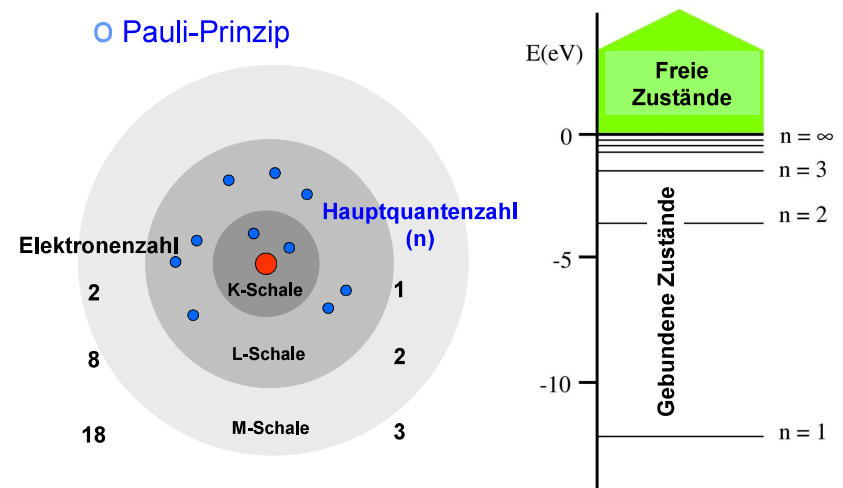 o Pauli-Prinzip
Hauptquantenzahl
(n)
Elektronenzahl
2
K-Schale
1
8
L-Schale
2
18
M-Schale
3
E(eV)
Freie
Zustände
0
n = ∞
n = 3
n = 2
-5
Gebundene Zustände
-10
n = 1